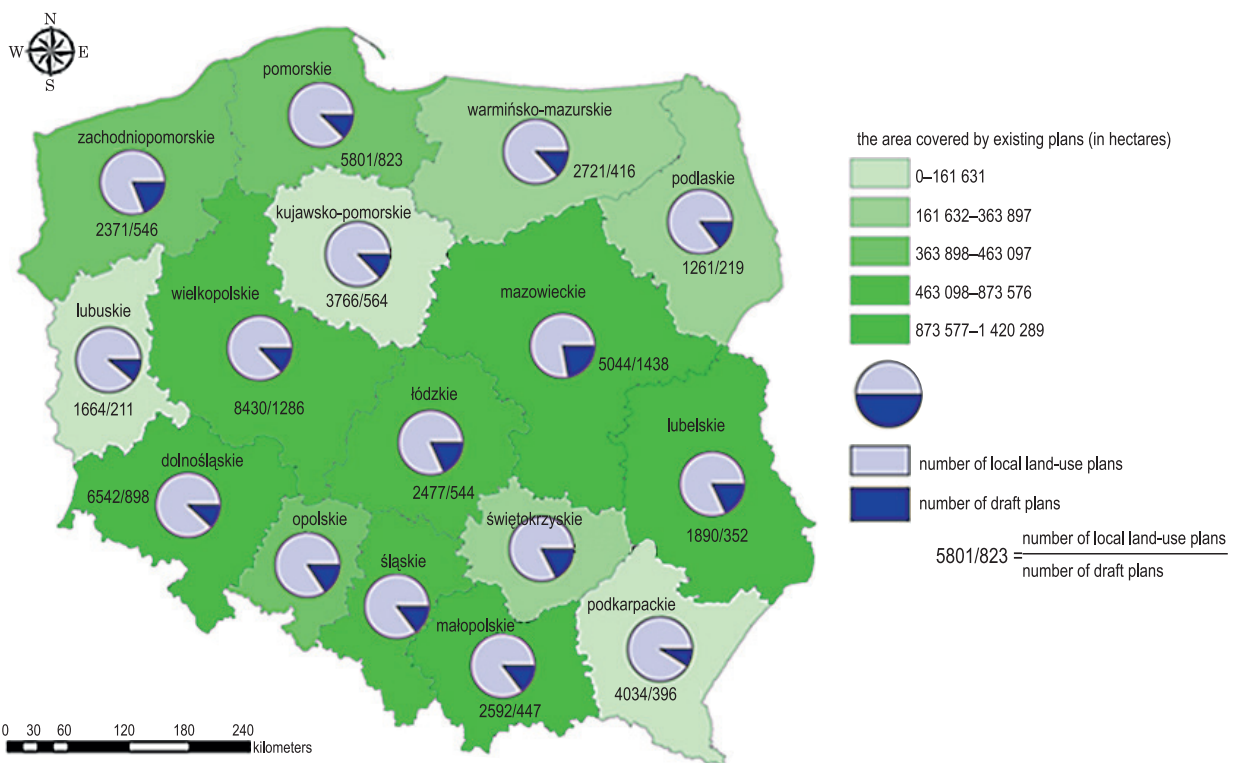 N
W E
S
pomorskie
5801/823
zachodniopomorskie
2371/546
warmińsko-mazurskie
2721/416
podlaskie
1261/219
kujawsko-pomorskie
3766/564
lubuskie
1664/211
wielkopolskie
8430/1286
mazowieckie
5044/1438
łódzkie
2477/544
lubelskie
1890/352
dolnośląskie
6542/898
opolskie
śląskie
świętokrzyskie
małopolskie
2592/447
podkarpackie
4034/396
the area covered by existing plans (in hectares)
0–161 631
161 632–363 897
363 898–463 097
463 098–873 576
873 577–1 420 289
number of local land-use plans
number of draft plans
5801/823 = number of local land-use plans
number of draft plans
0 30 60 120 180 240
kilometers